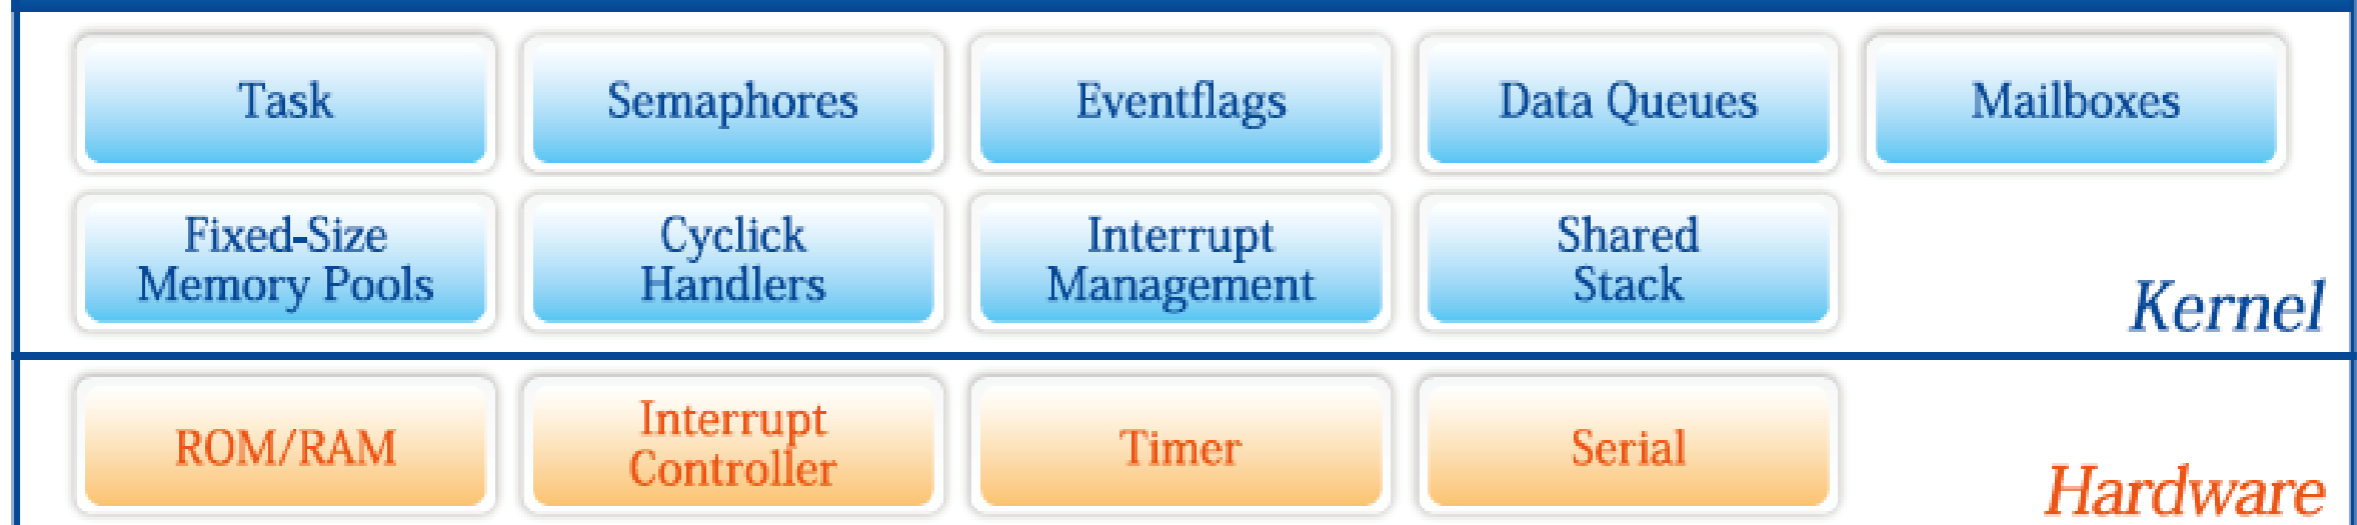 Task
Semaphores
Eventflags
Data Queues
Mailboxes
Fixed-Size
Memory Pools
Cyclick
Handlers
Interrupt
Management
Shared
Stack
Kernel
ROM/RAM
Interrupt
Controller
Timer
Serial
Hardware